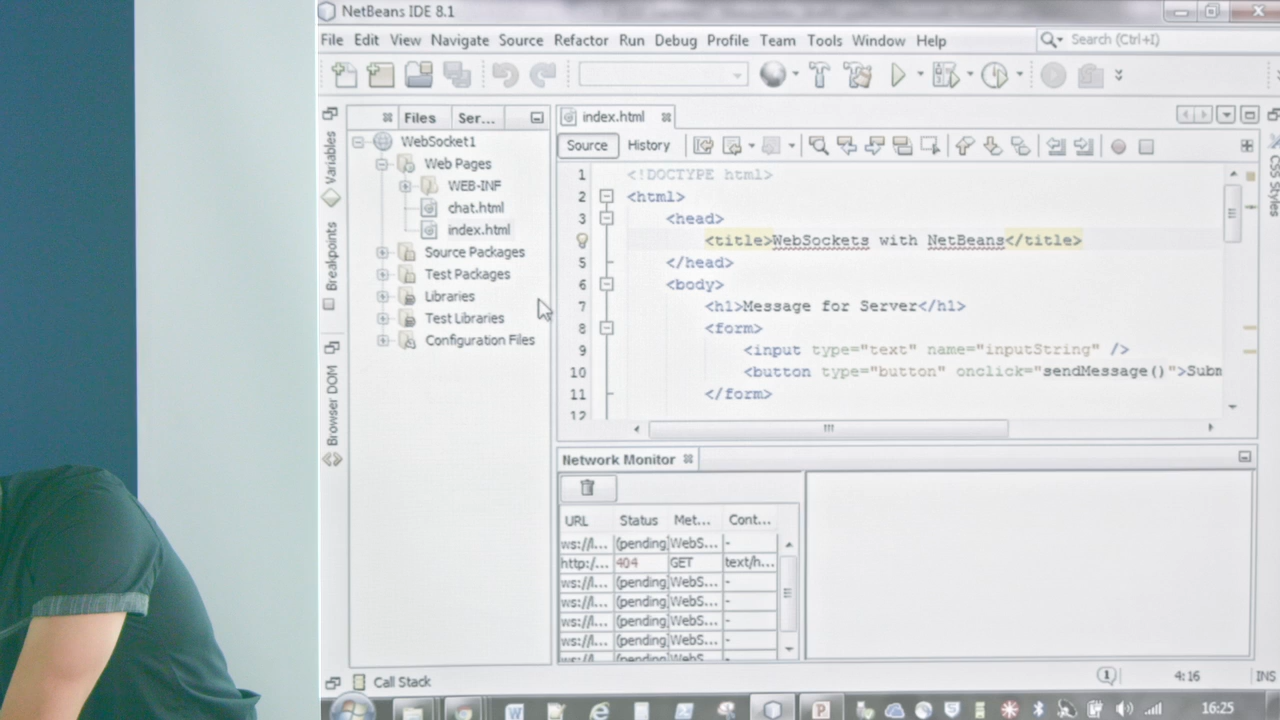 NetBeans IDE 8.1
File Edit View Navigate Source Refactor Run Debug Profile Team Tools Window Help
Search (Ctrl+I)
Files
Ser...
index.html
Variables
Breakpoints
Browser DOM
WebSocket1
Web Pages
WEB-INF
chat.html
index.html
Source Packages
Test Packages
Libraries
Test Libraries
Configuration Files
Source History
CSS Styles
1 <!DOCTYPE html>
2 <html>
3 <head>
<title>WebSockets with NetBeans</title>
5 </head>
6 <body>
7 <h1>Message for Server</h1>
8 <form>
9 <input type="text" name="inputString" />
10 <button type="button" onclick="sendMessage()">Subm
11 </form>
12
Network Monitor
URL Status Met... Cont...
ws://l... (pending) WebS... -
http:/... 404 GET text/h...
ws://l... (pending) WebS... -
ws://l... (pending) WebS... -
ws://l... (pending) WebS... -
ws://l... (pending) WebS... -
ws://l... (pending) WebS... -
Call Stack
1
4:16
INS
16:25